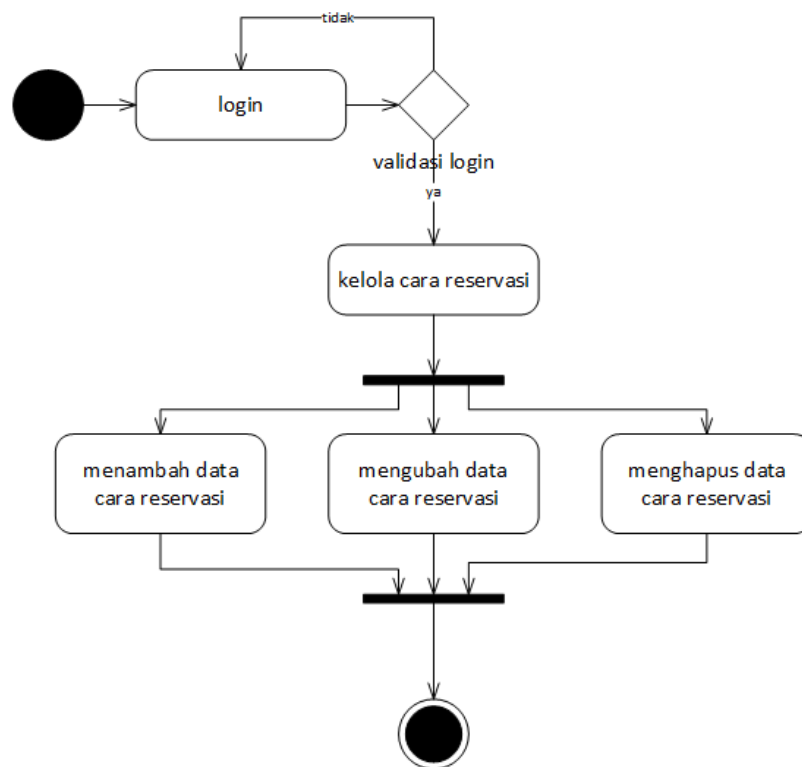 tidak
login
validasi login
ya
kelola cara reservasi
menambah data
cara reservasi
mengubah data
cara reservasi
menghapus data
cara reservasi